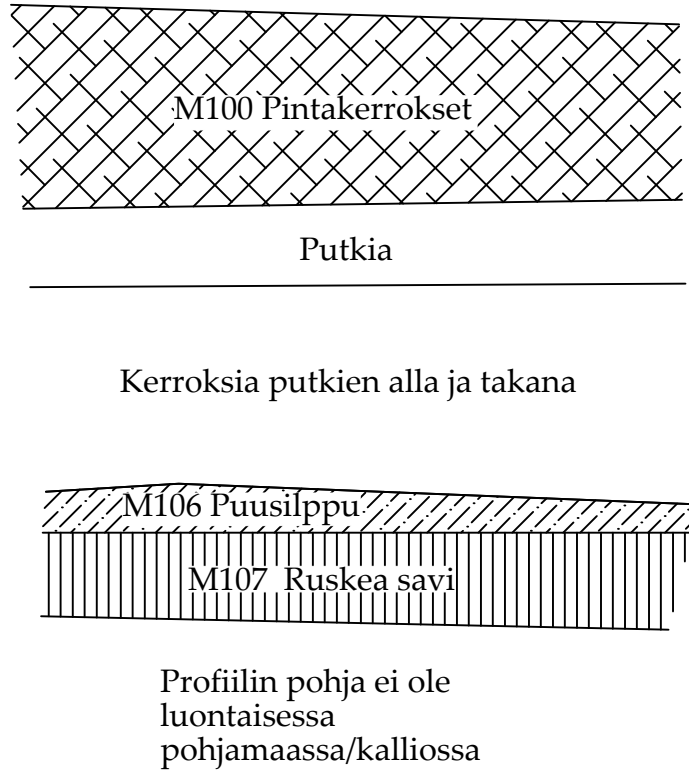 M100 Pintakerrokset
Putkia
Kerroksia putkien alla ja takana
M106 Puusilppu
M107 Ruskea savi
Profiilin pohja ei ole
luontaisessa
pohjamaassa/kalliossa